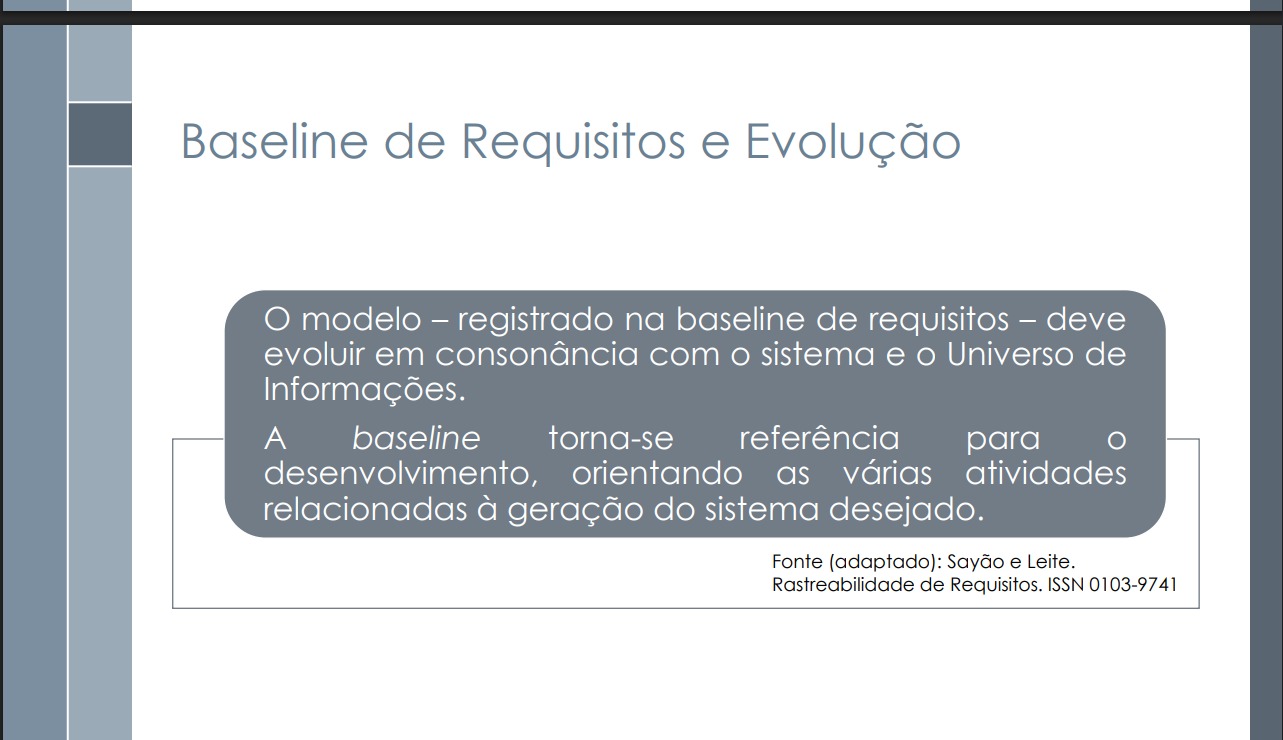 Baseline de Requisitos e Evolução
O modelo – registrado na baseline de requisitos – deve
evoluir em consonância com o sistema e o Universo de
Informações.
A baseline torna-se referência para o
desenvolvimento, orientando as várias atividades
relacionadas à geração do sistema desejado.
Fonte (adaptado): Sayão e Leite.
Rastreabilidade de Requisitos. ISSN 0103-9741